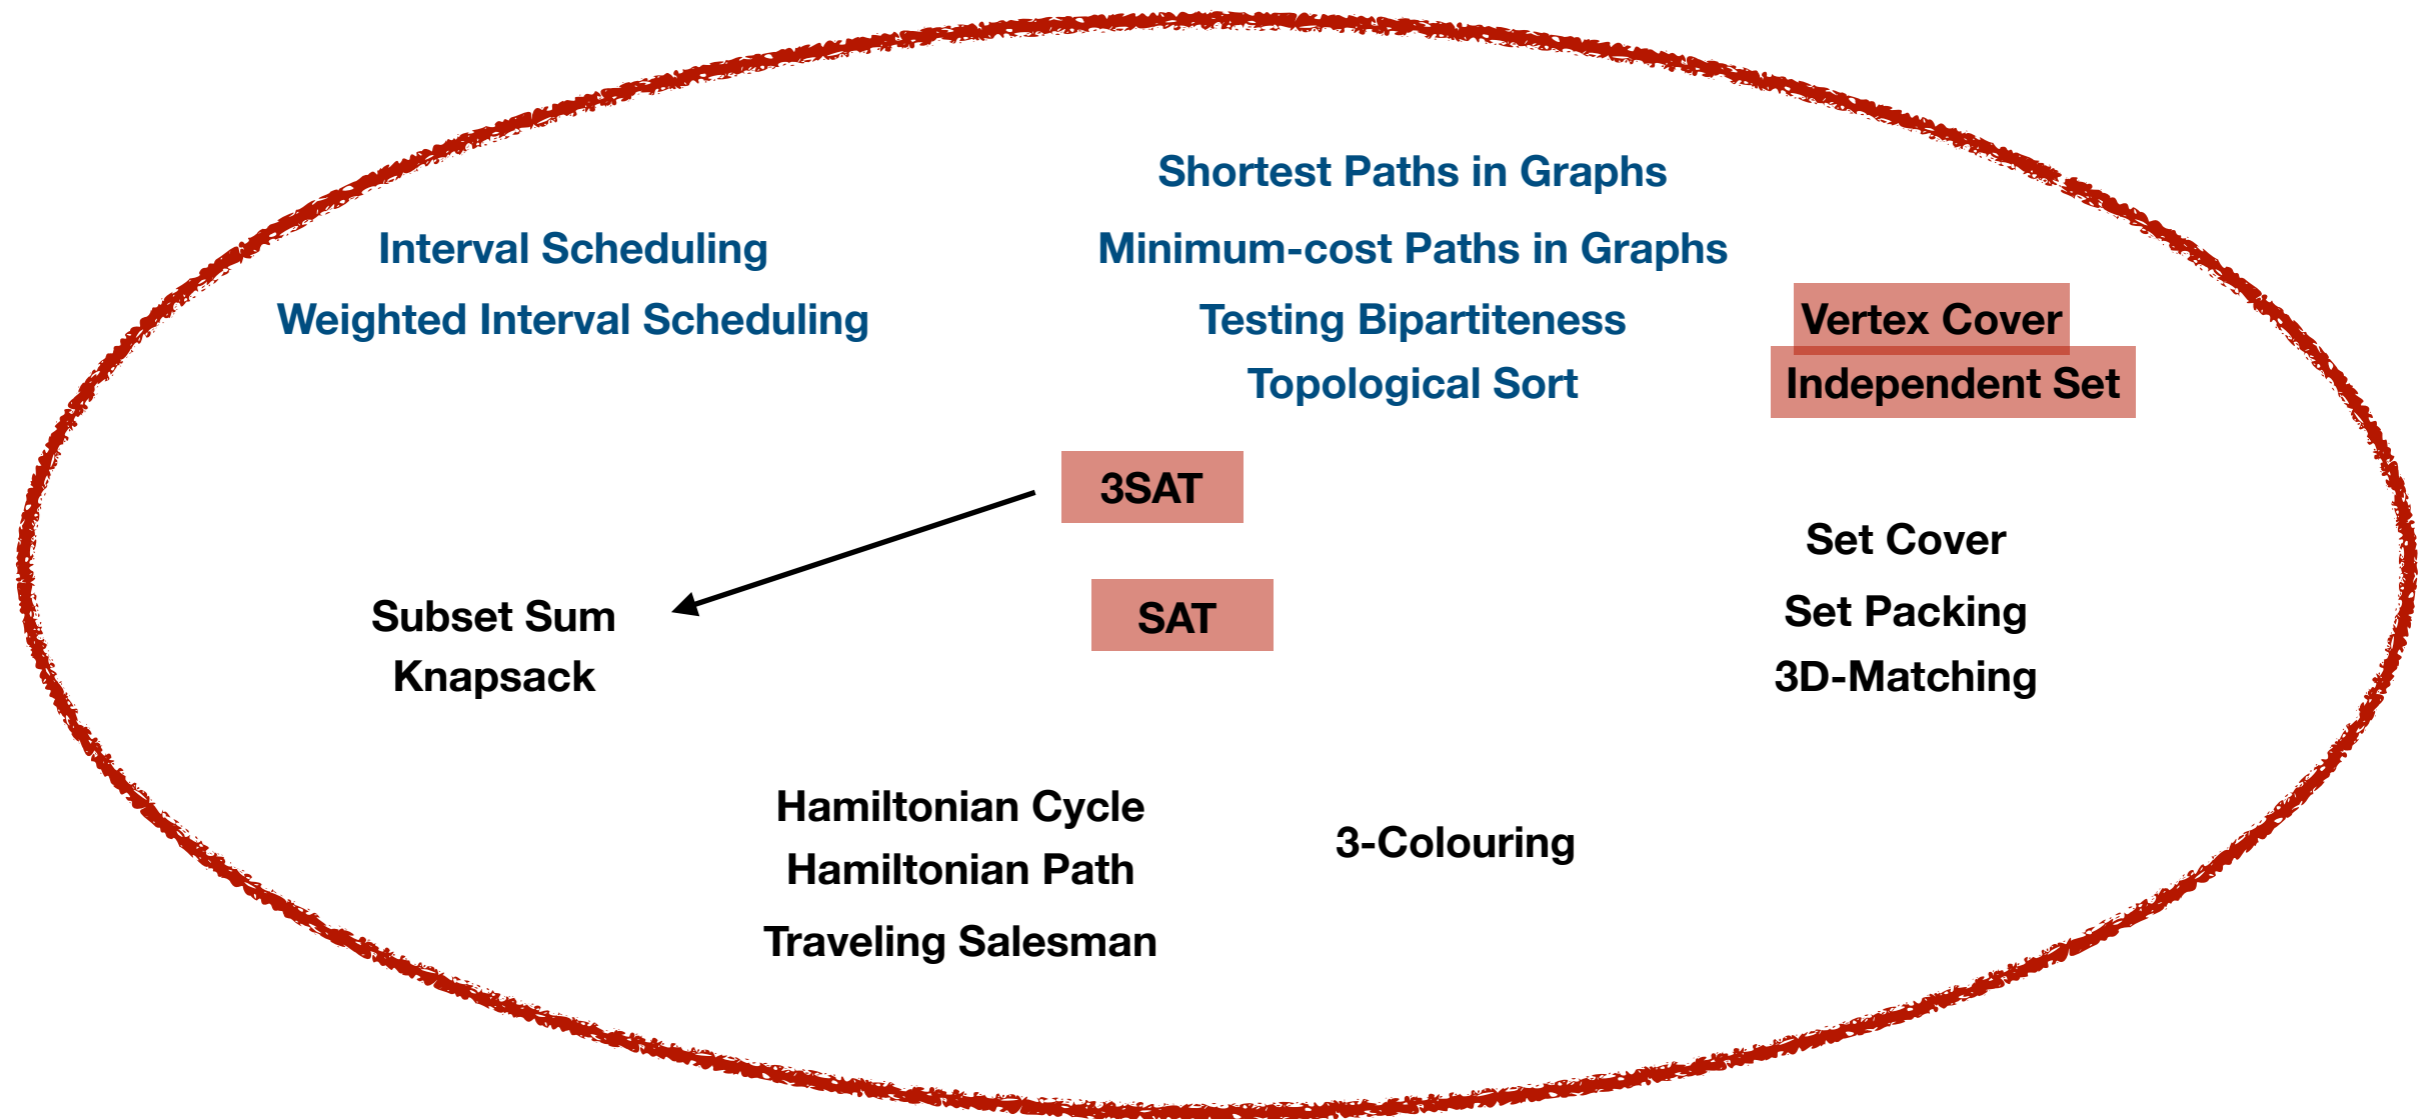 Shortest Paths in Graphs
Interval Scheduling
Minimum-cost Paths in Graphs
Weighted Interval Scheduling
Testing Bipartiteness
Vertex Cover
Topological Sort
Independent Set
3SAT
Set Cover
Subset Sum
SAT
Set Packing
Knapsack
3D-Matching
Hamiltonian Cycle
3-Colouring
Hamiltonian Path
Traveling Salesman